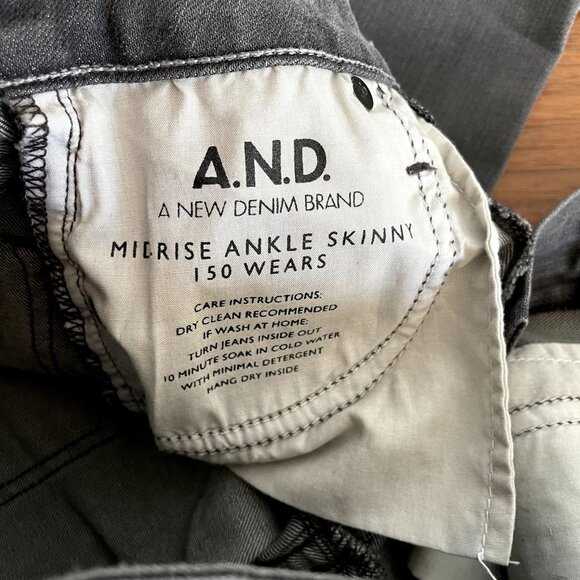 A.N.D.
A NEW DENIM BRAND
MIDRISE ANKLE SKINNY
150 WEARS
CARE INSTRUCTIONS:
DRY CLEAN RECOMMENDED
IF WASH AT HOME:
TURN JEANS INSIDE OUT
10 MINUTE SOAK IN COLD WATER
WITH MINIMAL DETERGENT
HANG DRY INSIDE